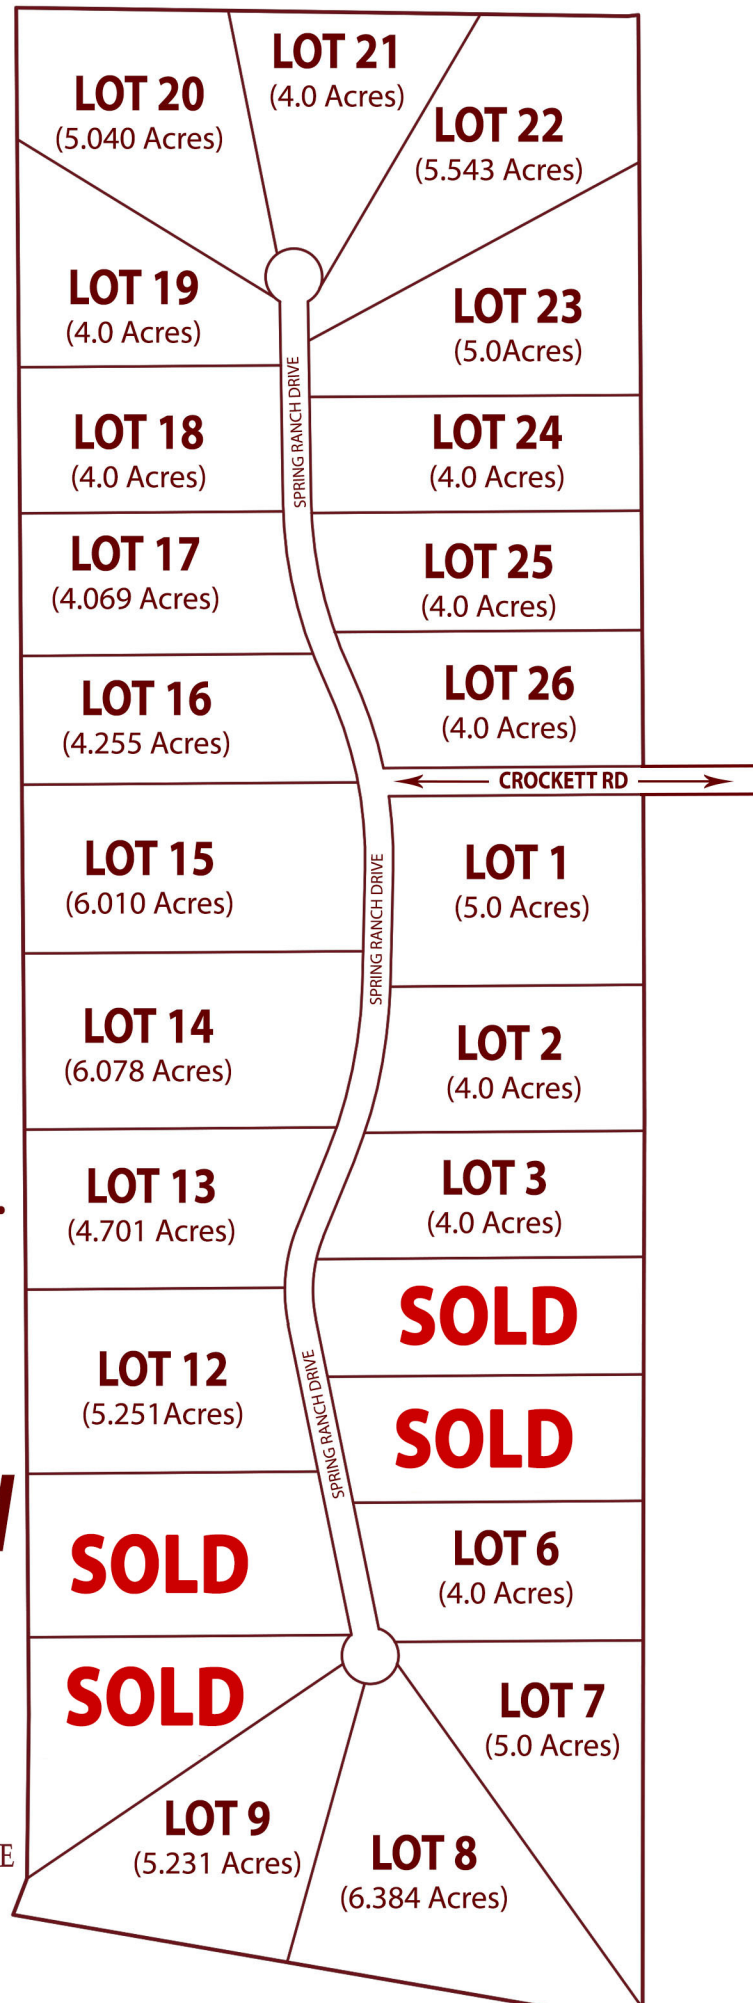 LOT 21
(4.0 Acres)
LOT 20
(5.040 Acres)
LOT 22
(5.543 Acres)
LOT 19
(4.0 Acres)
LOT 23
(5.0Acres)
SPRING RANCH DRIVE
LOT 18
(4.0 Acres)
LOT 24
(4.0 Acres)
LOT 17
(4.069 Acres)
LOT 25
(4.0 Acres)
LOT 16
(4.255 Acres)
LOT 26
(4.0 Acres)
CROCKETT RD
LOT 15
(6.010 Acres)
LOT 1
(5.0 Acres)
SPRING RANCH DRIVE
LOT 14
(6.078 Acres)
LOT 2
(4.0 Acres)
LOT 13
(4.701 Acres)
LOT 3
(4.0 Acres)
SOLD
LOT 12
(5.251Acres)
SPRING RANCH DRIVE
SOLD
SOLD
LOT 6
(4.0 Acres)
SOLD
LOT 7
(5.0 Acres)
LOT 9
(5.231 Acres)
LOT 8
(6.384 Acres)
E